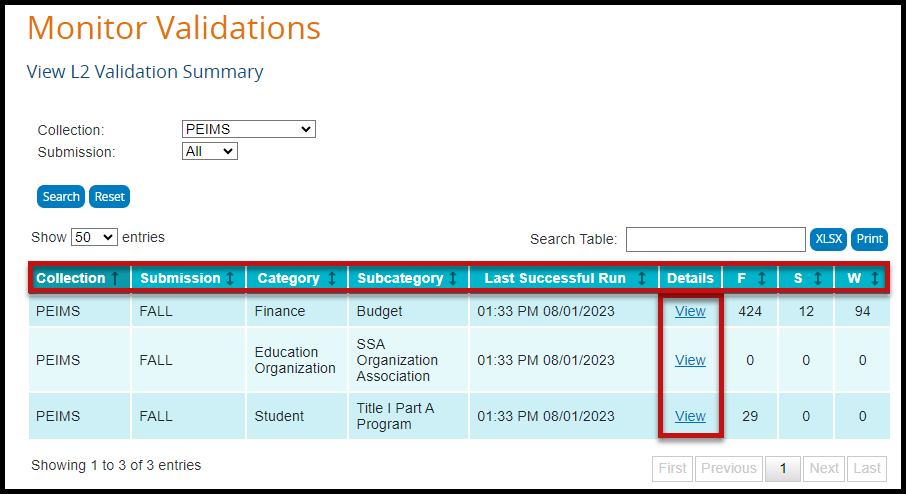 Monitor Validations
View L2 Validation Summary
Collection: PEIMS
Submission: All
Search Reset
Show 50 entries Search Table: XLSX Print
Collection Submission Category Subcategory Last Successful Run Details F S W
PEIMS FALL Finance Budget 01:33 PM 08/01/2023 View 424 12 94
PEIMS FALL Education Organization SSA Organization Association 01:33 PM 08/01/2023 View 0 0 0
PEIMS FALL Student Title I Part A Program 01:33 PM 08/01/2023 View 29 0 0
Showing 1 to 3 of 3 entries First Previous 1 Next Last